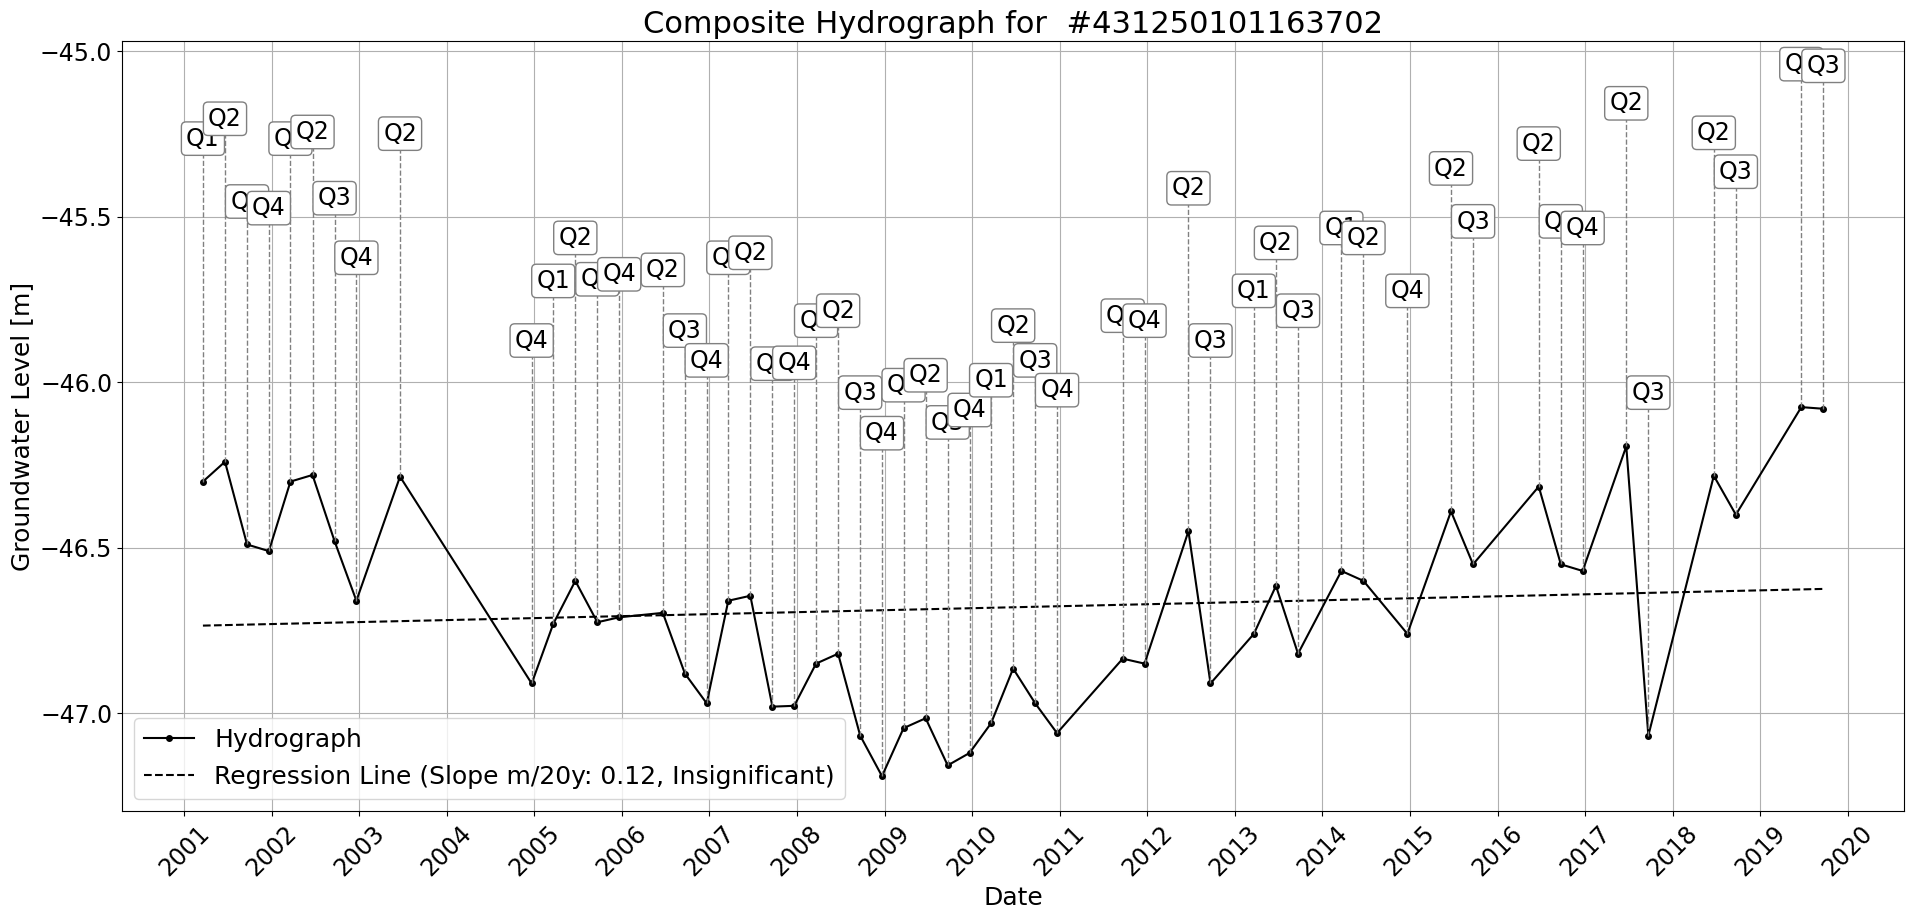 Composite Hydrograph for  #431250101163702
Groundwater Level [m]
−45.0
−45.5
−46.0
−46.5
−47.0
Q1
Q2
Q4
Q2
Q3
Q4
Q2
Q4
Q1
Q2
Q4
Q2
Q3
Q4
Q2
Q4
Q2
Q3
Q4
Q2
Q3
Q4
Q1
Q2
Q3
Q4
Q4
Q2
Q3
Q1
Q2
Q3
Q1
Q2
Q4
Q2
Q3
Q2
Q4
Q2
Q3
Q2
Q3
Q3
Hydrograph
Regression Line (Slope m/20y: 0.12, Insignificant)
2001
2002
2003
2004
2005
2006
2007
2008
2009
2010
2011
2012
2013
2014
2015
2016
2017
2018
2019
2020
Date